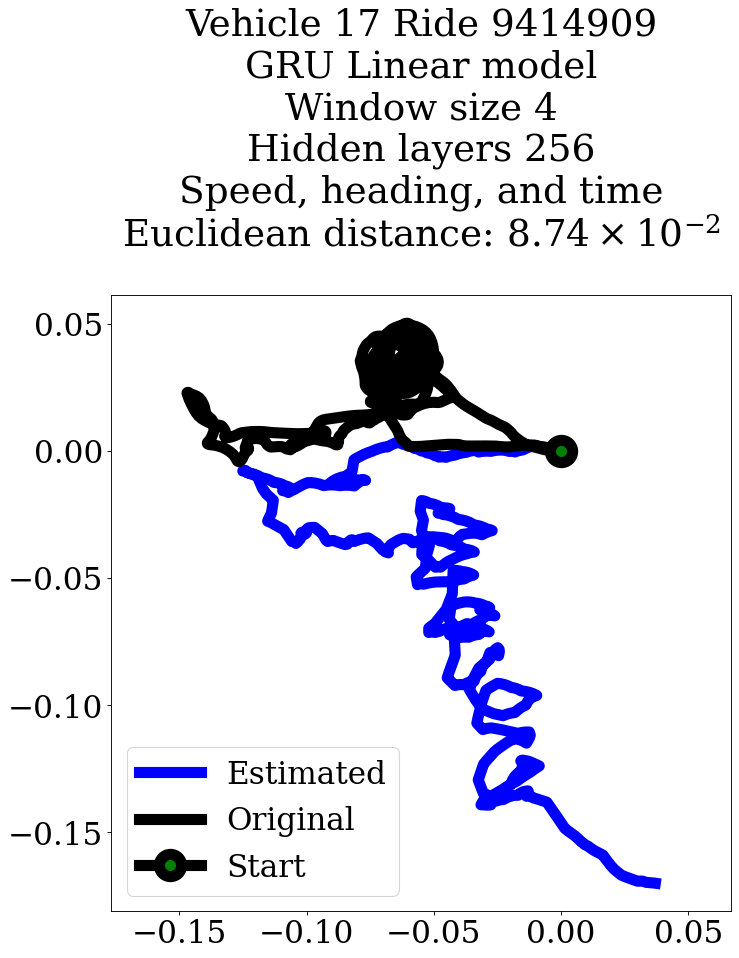 Vehicle 17 Ride 9414909
GRU Linear model
Window size 4
Hidden layers 256
Speed, heading, and time
Euclidean distance: 8.74 × 10⁻²
0.05
0.00
−0.05
−0.10
−0.15
Estimated
Original
Start
−0.15 −0.10 −0.05 0.00 0.05